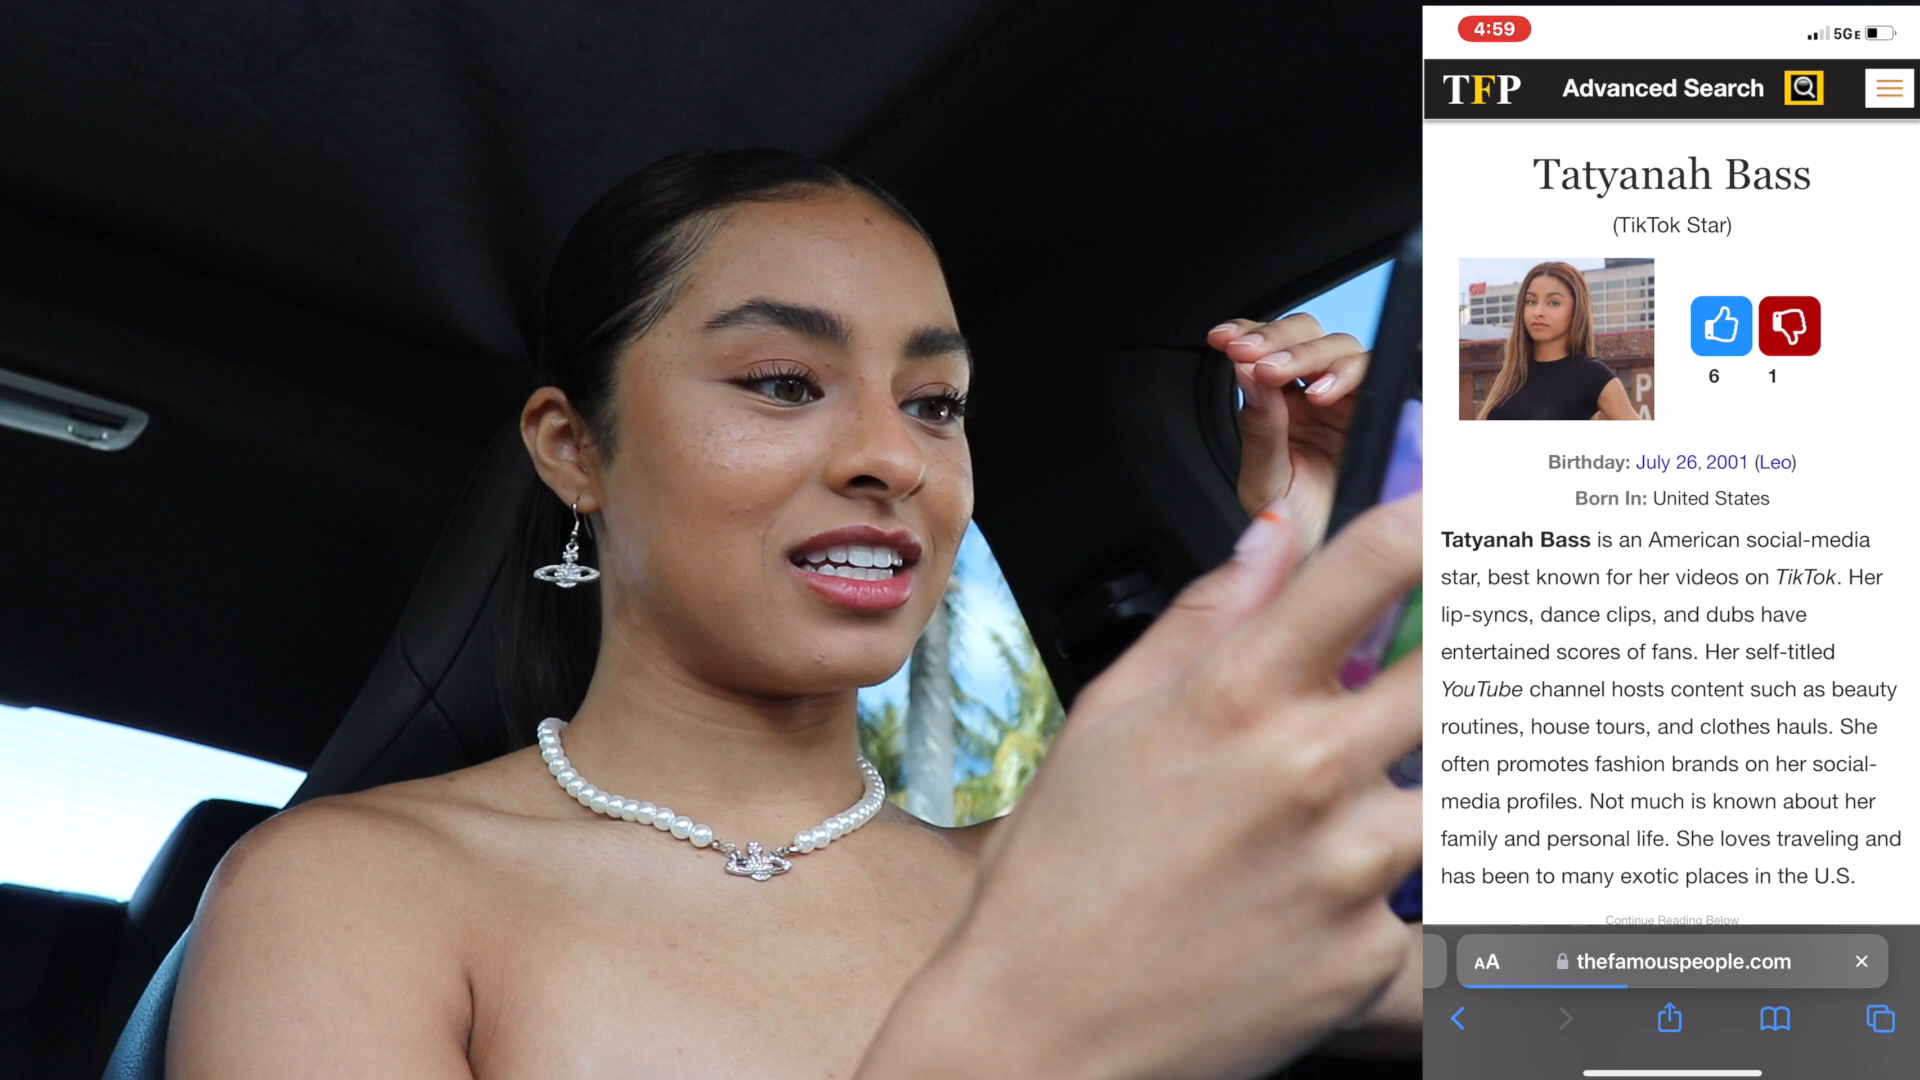 4:59
5GE
TFP
Advanced Search
Tatyanah Bass
(TikTok Star)
6
1
Birthday: July 26, 2001 (Leo)
Born In: United States
Tatyanah Bass is an American social-media
star, best known for her videos on TikTok. Her
lip-syncs, dance clips, and dubs have
entertained scores of fans. Her self-titled
YouTube channel hosts content such as beauty
routines, house tours, and clothes hauls. She
often promotes fashion brands on her social-
media profiles. Not much is known about her
family and personal life. She loves traveling and
has been to many exotic places in the U.S.
Continue Reading Below
AA
thefamouspeople.com